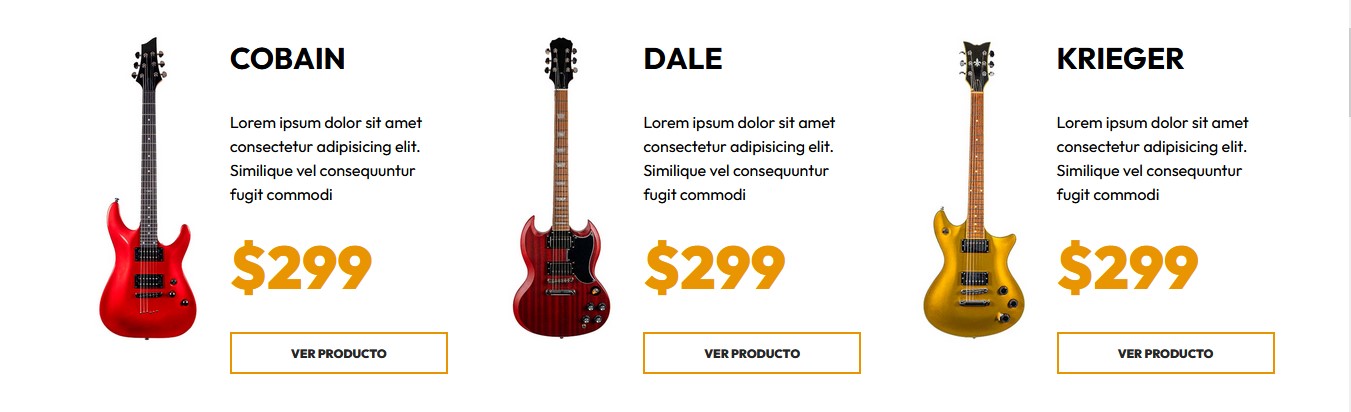 COBAIN
Lorem ipsum dolor sit amet
consectetur adipisicing elit.
Similique vel consequuntur
fugit commodi
$299
VER PRODUCTO
DALE
Lorem ipsum dolor sit amet
consectetur adipisicing elit.
Similique vel consequuntur
fugit commodi
$299
VER PRODUCTO
KRIEGER
Lorem ipsum dolor sit amet
consectetur adipisicing elit.
Similique vel consequuntur
fugit commodi
$299
VER PRODUCTO